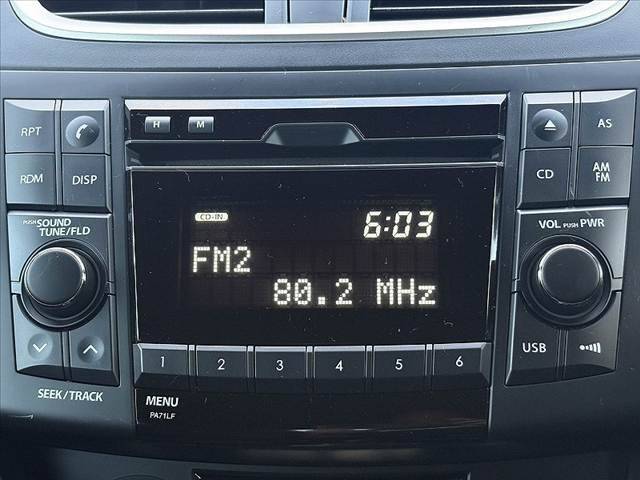 H M
RPT
AS
RDM DISP
CD AM FM
CD-IN 6:03
FM2
80.2 MHz
PUSH SOUND
TUNE/FLD
VOL PUSH PWR
1 2 3 4 5 6
USB
SEEK/TRACK
MENU
PA71LF